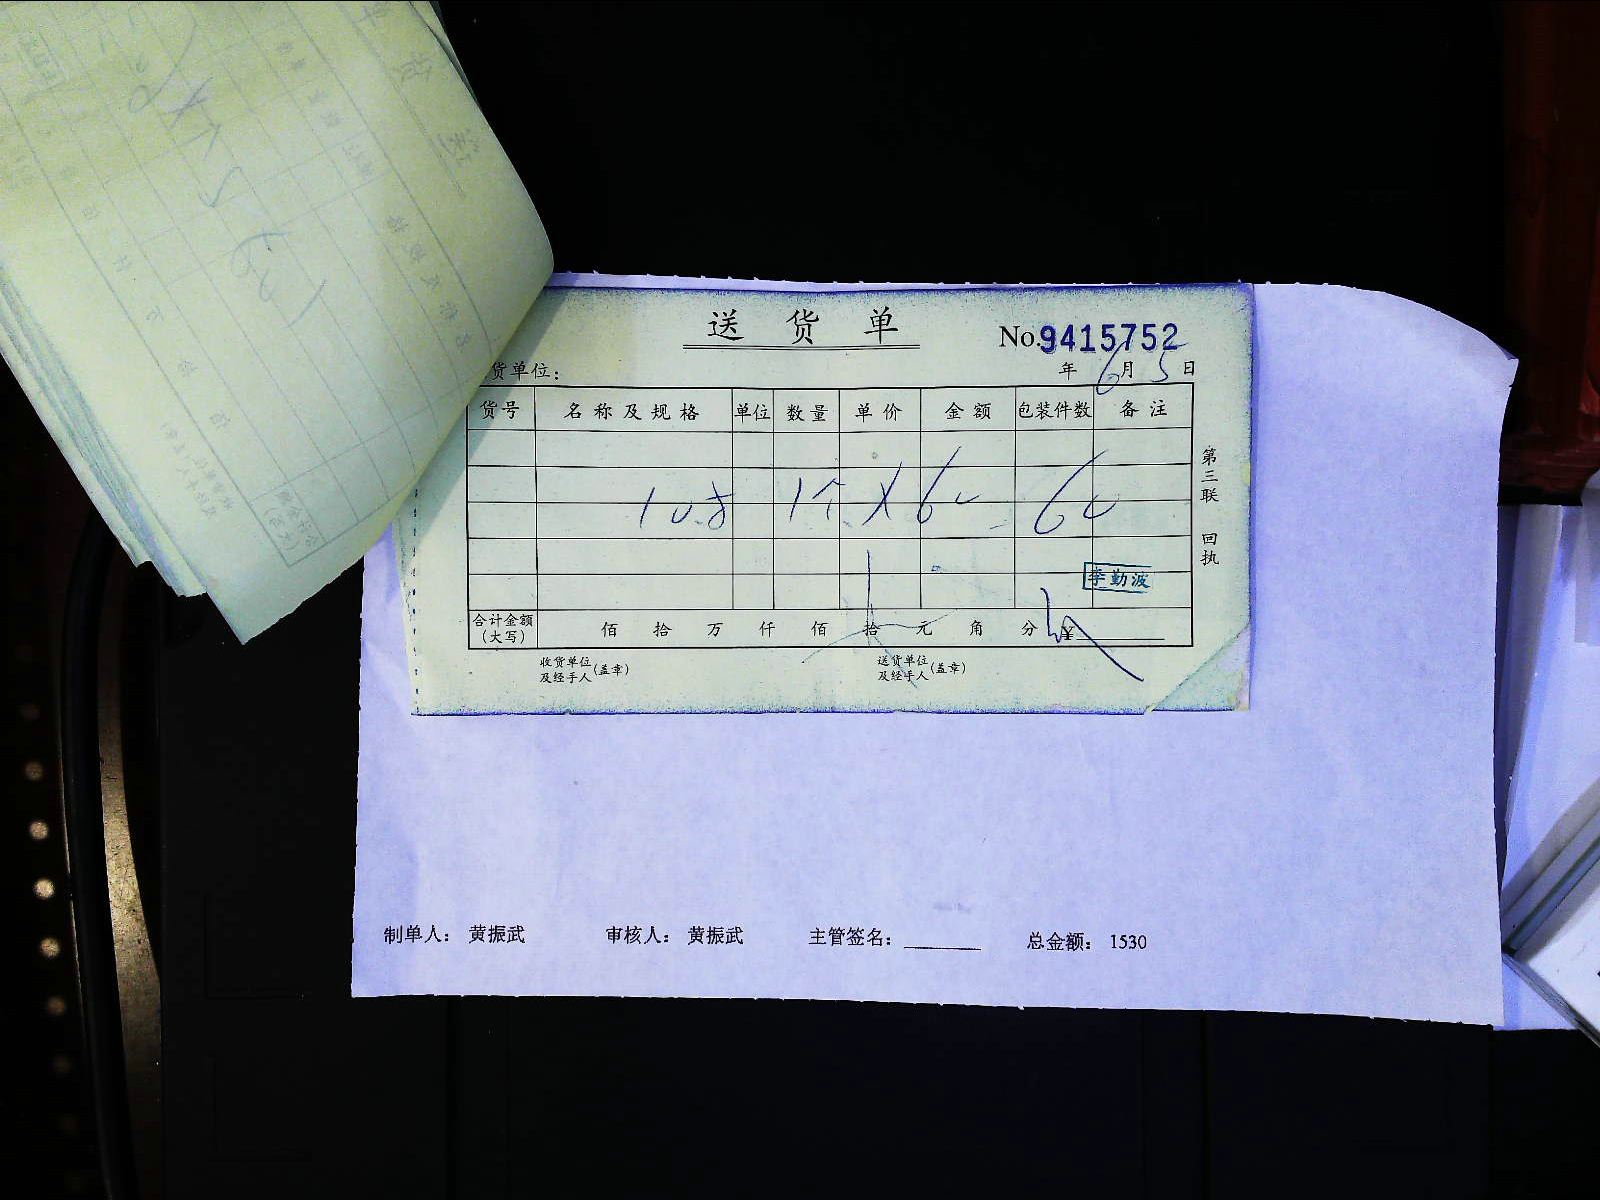 送货单
No.9415752
货单位:
年6月5日
货号 名称及规格 单位 数量 单价 金额 包装件数 备注
1个 X 60 60
李勤波
合计金额(大写) 佰 拾 万 仟 佰 拾 元 角 分 ¥
收货单位及经手人(盖章) 送货单位及经手人(盖章)
第三联 回执
制单人: 黄振武 审核人: 黄振武 主管签名: 总金额: 1530